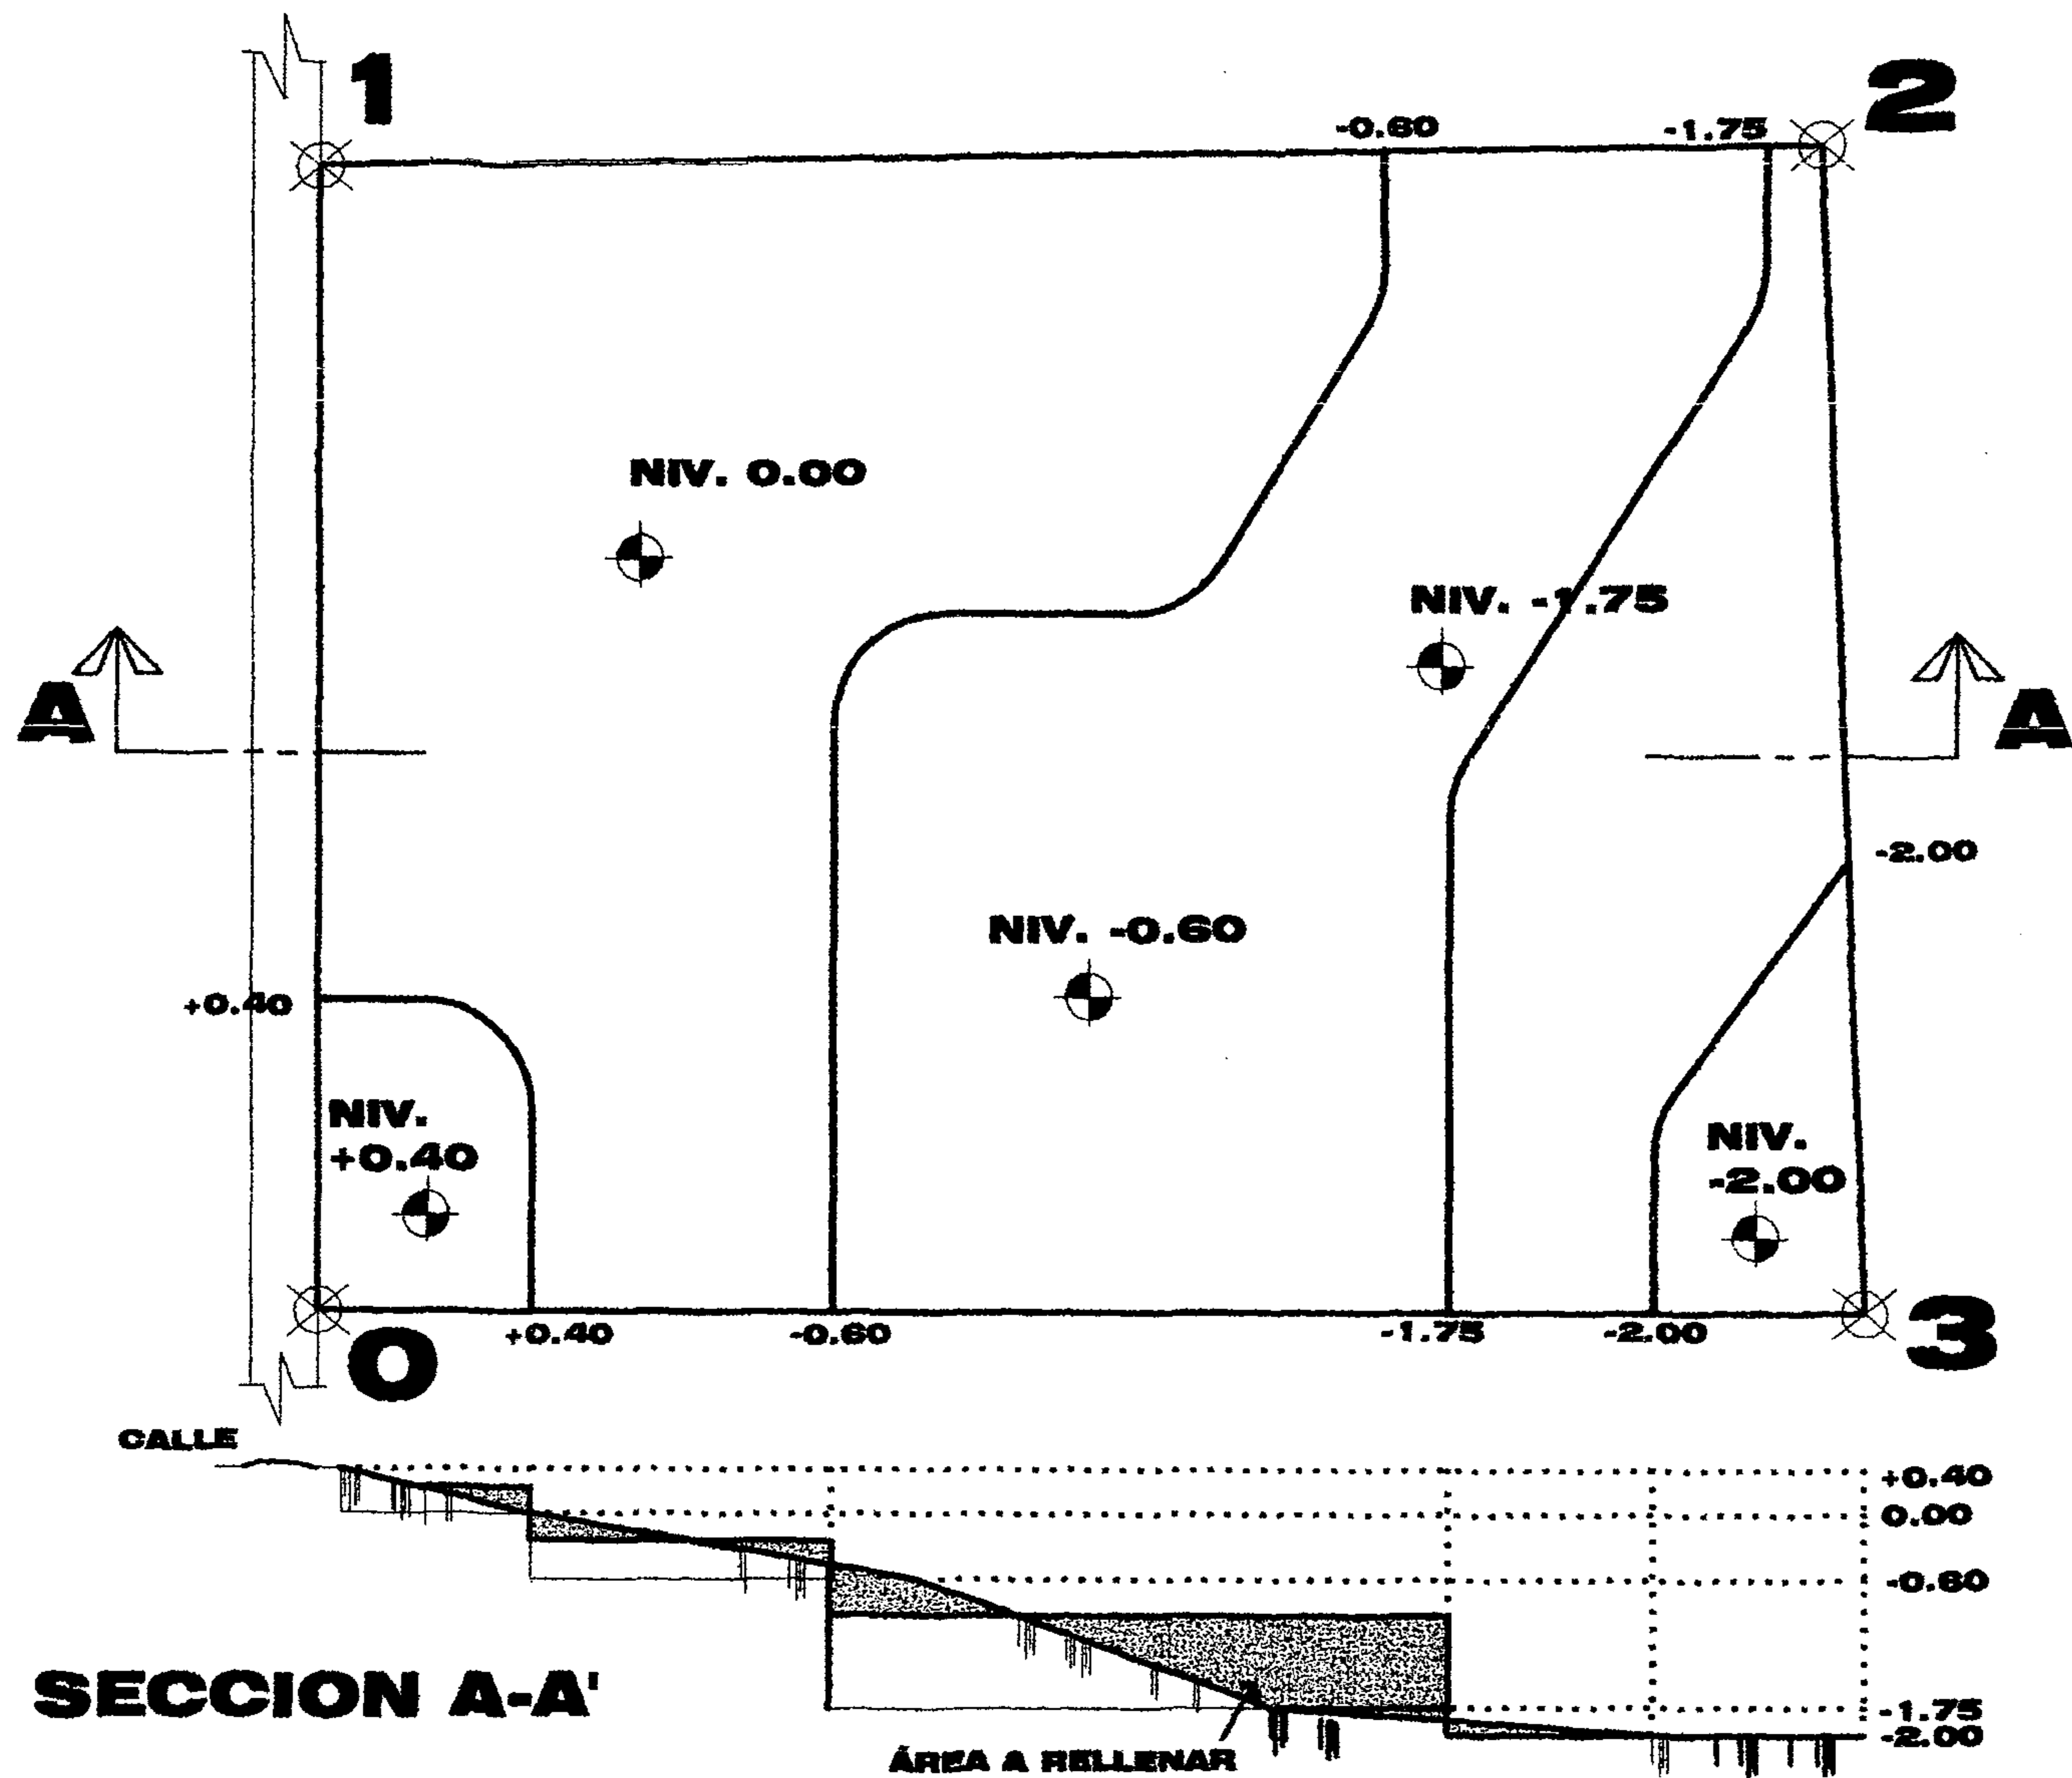 1
2
-0.60
-1.75
NIV. 0.00
NIV. -1.75
A
A
-2.00
NIV. -0.60
+0.40
NIV.
+0.40
NIV.
-2.00
0
+0.40
-0.60
-1.75
-2.00
3
CALLE
+0.40
0.00
-0.60
-1.75
-2.00
SECCION A-A'
ÁREA A RELLENAR